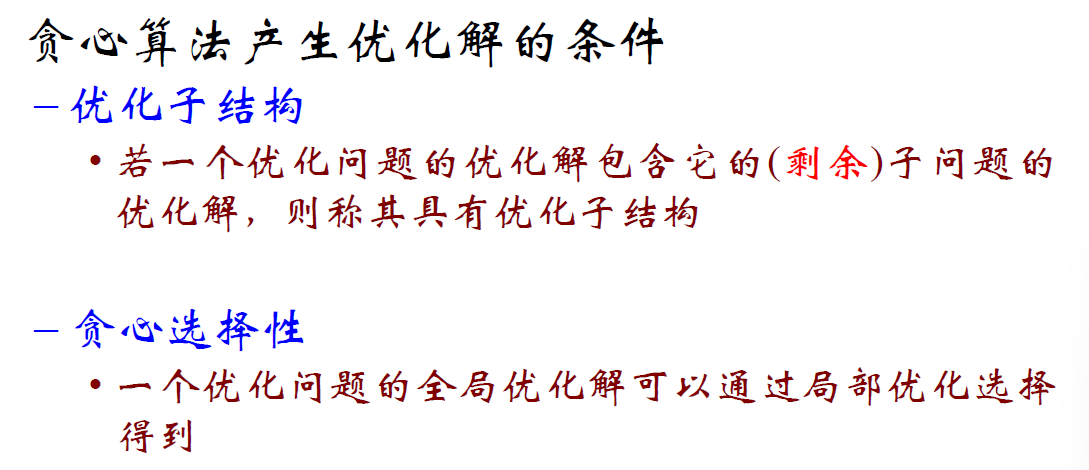 贪心算法产生优化解的条件
– 优化子结构
• 若一个优化问题的优化解包含它的(剩余)子问题的
优化解，则称其具有优化子结构
– 贪心选择性
• 一个优化问题的全局优化解可以通过局部优化选择
得到